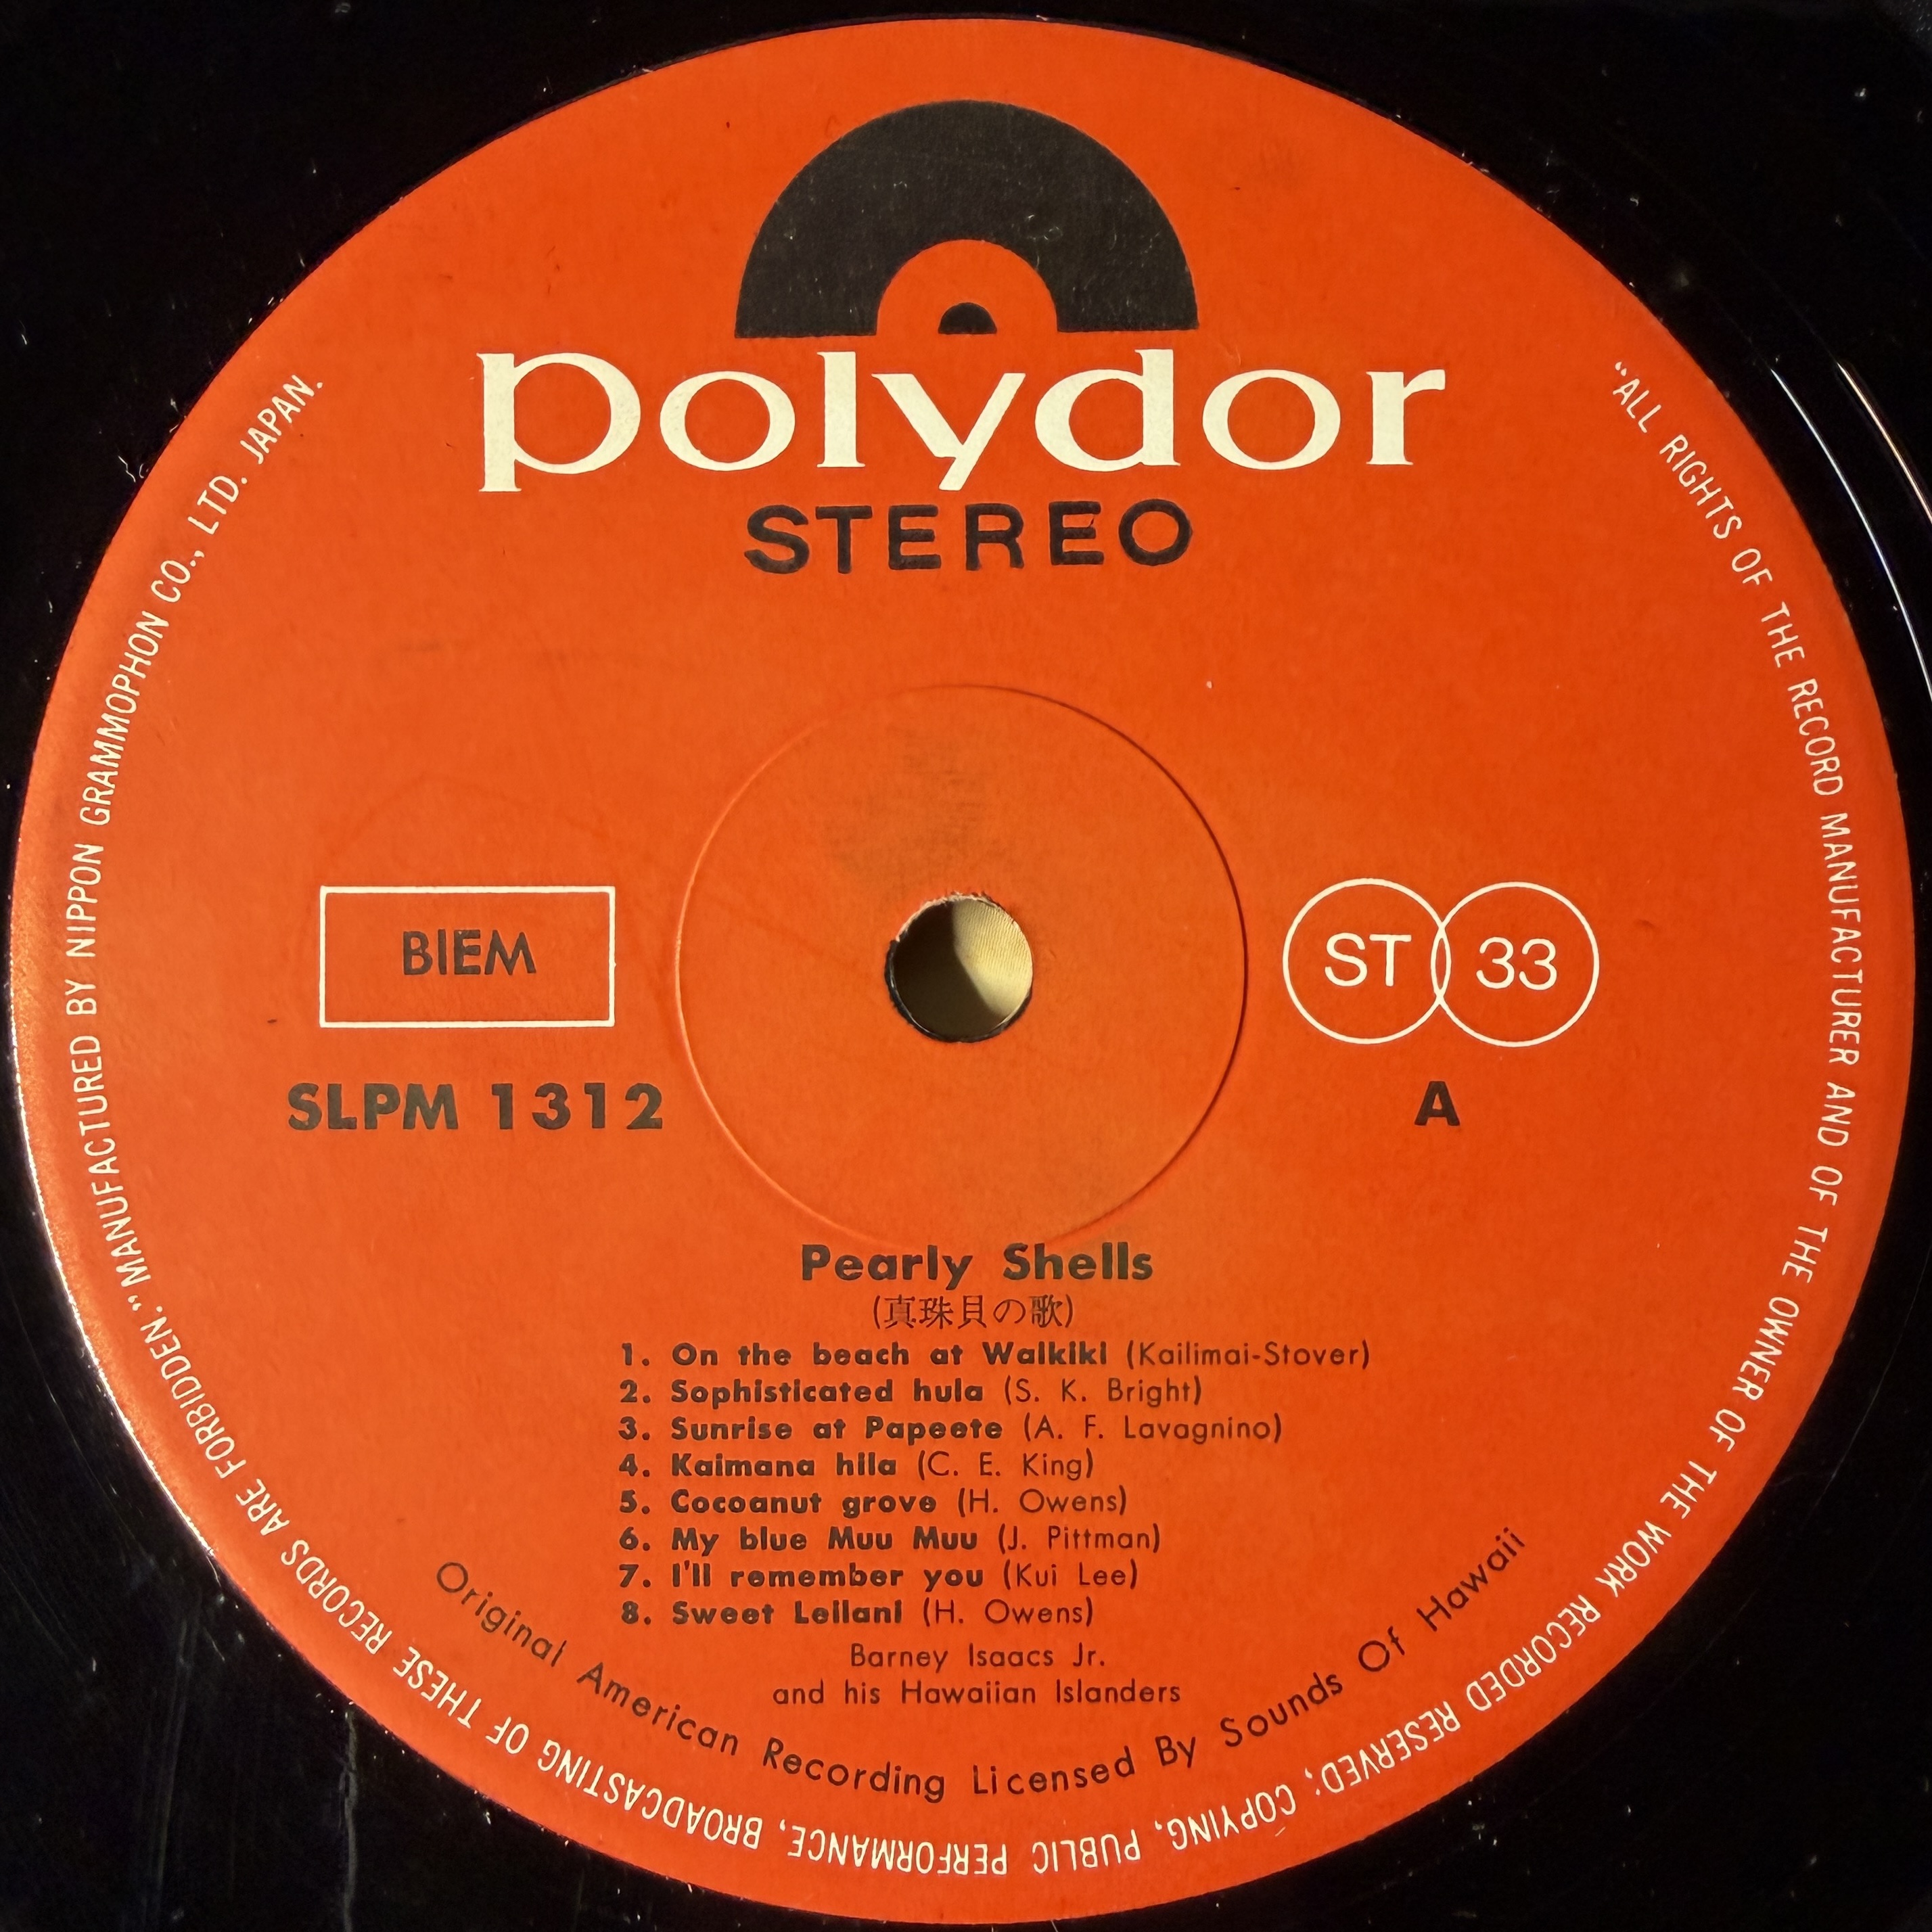 polydor
STEREO
BIEM
ST 33
SLPM 1312
A
Pearly Shells
(真珠貝の歌)
1. On the beach at Waikiki (Kailimai-Stover)
2. Sophisticated hula (S. K. Bright)
3. Sunrise at Papeete (A. F. Lavagnino)
4. Kaimana hila (C. E. King)
5. Cocoanut grove (H. Owens)
6. My blue Muu Muu (J. Pittman)
7. I'll remember you (Kui Lee)
8. Sweet Leilani (H. Owens)
Barney Isaacs Jr.
and his Hawaiian Islanders
Original American Recording Licensed By Sounds Of Hawaii
"ALL RIGHTS OF THE RECORD MANUFACTURER AND OF THE OWNER OF THE WORK RECORDED RESERVED; COPYING, PUBLIC PERFORMANCE, BROADCASTING OF THESE RECORDS ARE FORBIDDEN." MANUFACTURED BY NIPPON GRAMMOPHON CO., LTD. JAPAN.